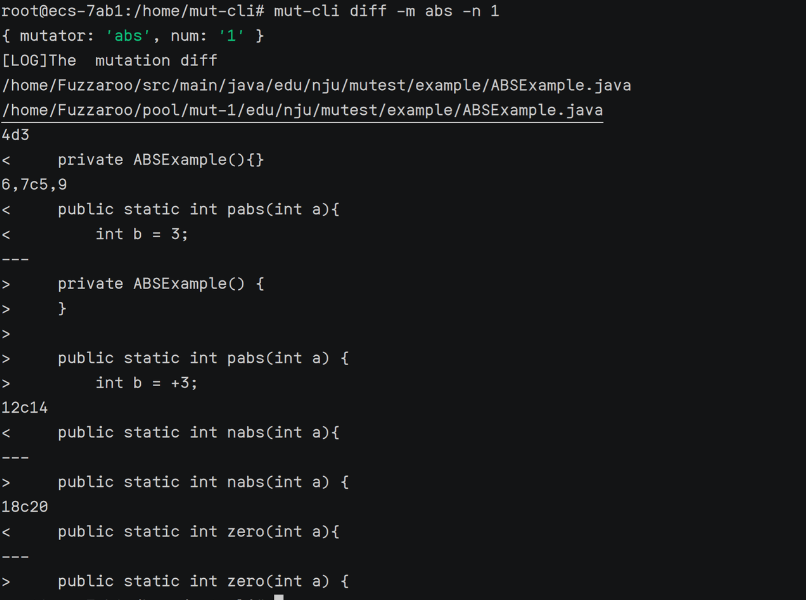 root@ecs-7ab1:/home/mut-cli# mut-cli diff -m abs -n 1
{ mutator: 'abs', num: '1' }
[LOG]The  mutation diff
/home/Fuzzaroo/src/main/java/edu/nju/mutest/example/ABSExample.java
/home/Fuzzaroo/pool/mut-1/edu/nju/mutest/example/ABSExample.java
4d3
<     private ABSExample(){}
6,7c5,9
<     public static int pabs(int a){
<         int b = 3;
---
>     private ABSExample() {
>     }
>
>     public static int pabs(int a) {
>         int b = +3;
12c14
<     public static int nabs(int a){
---
>     public static int nabs(int a) {
18c20
<     public static int zero(int a){
---
>     public static int zero(int a) {